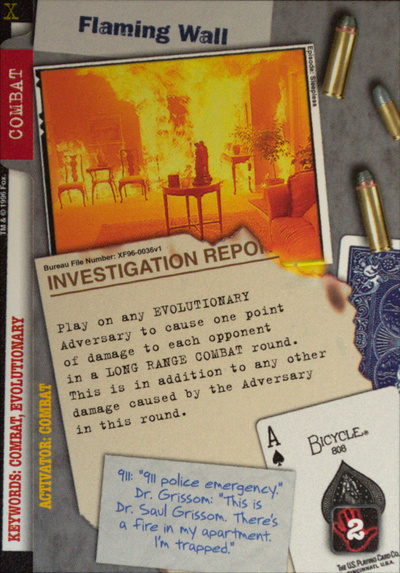 X
Flaming Wall
COMBAT
Episode: Sleepless
TM & © 1996 Fox.
Bureau File Number: XF96-0036v1
INVESTIGATION REPO
Play on any EVOLUTIONARY
Adversary to cause one point
of damage to each opponent
in a LONG RANGE COMBAT round.
This is in addition to any other
damage caused by the Adversary
in this round.
KEYWORDS: COMBAT, EVOLUTIONARY
ACTIVATOR: COMBAT
911: "911 police emergency."
Dr. Grissom: "This is
Dr. Saul Grissom. There's
a fire in my apartment.
I'm trapped."
A
BICYCLE®
808
2
THE U.S. PLAYING CARD CO.
CINCINNATI, U.S.A.